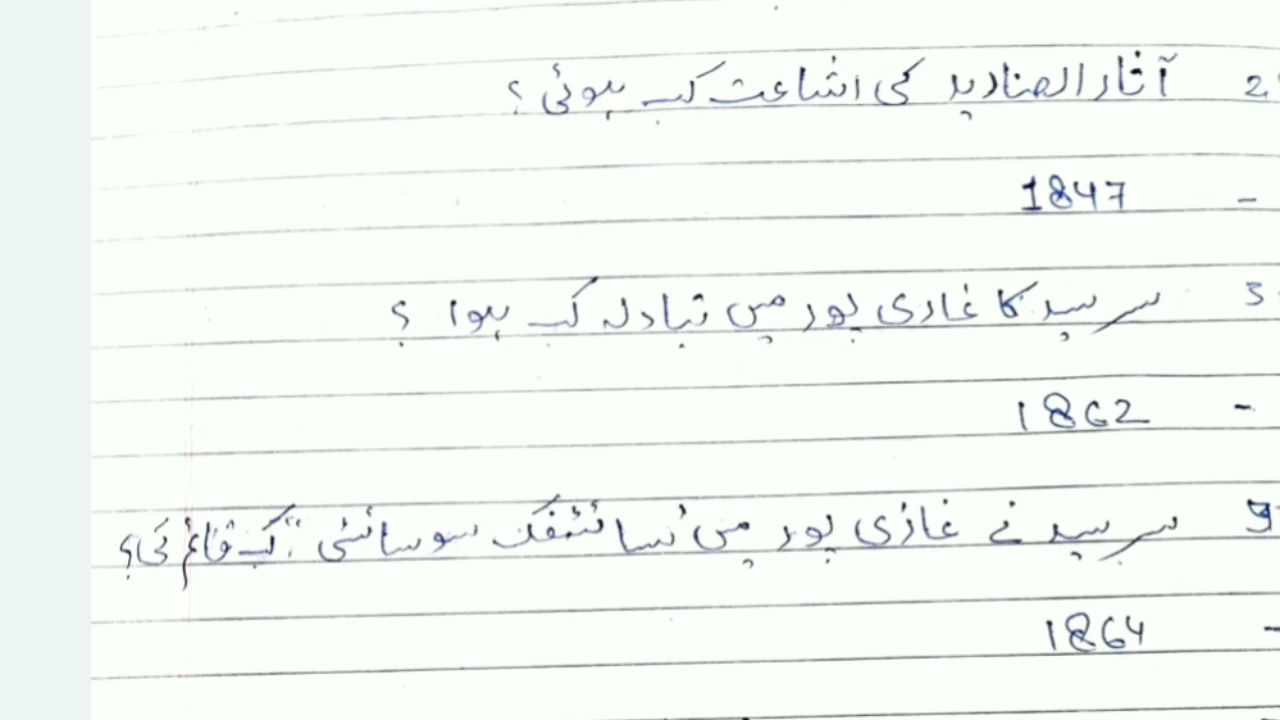 2 آثار الصنادید کی اشاعت کب ہوئی؟
- 1847
3 سرسید کا غازی پور میں تبادلہ کب ہوا ؟
- 1862
سرسید نے غازی پور میں "سائنٹفک سوسائٹی" کب قائم کی؟
- 1864